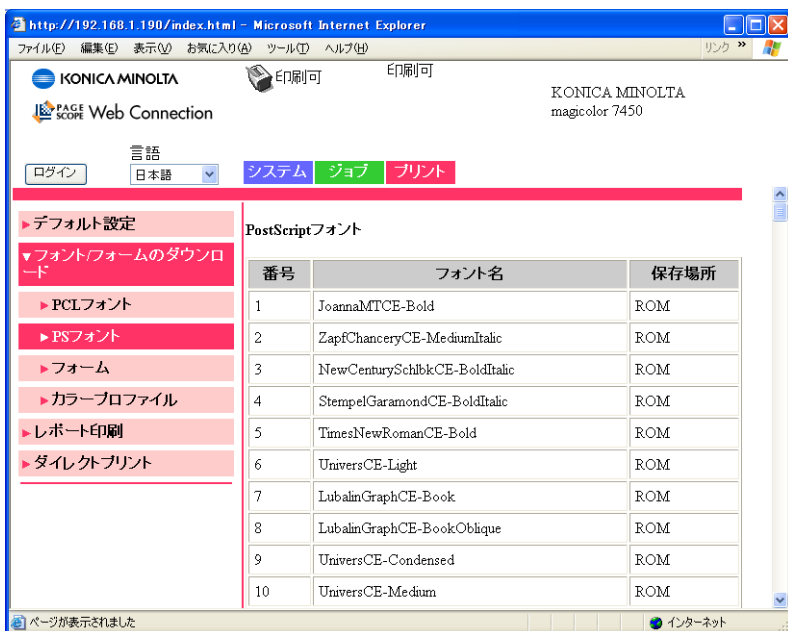 http://192.168.1.190/index.html - Microsoft Internet Explorer
ファイル(F) 編集(E) 表示(V) お気に入り(A) ツール(T) ヘルプ(H) リンク »
KONICA MINOLTA
印刷可
印刷可
KONICA MINOLTA
magicolor 7450
PAGE SCOPE Web Connection
言語
ログイン
日本語
システム ジョブ プリント
デフォルト設定
フォント/フォームのダウンロ
ード
PCLフォント
PSフォント
フォーム
カラープロファイル
レポート印刷
ダイレクトプリント
PostScriptフォント
番号 フォント名 保存場所
1 JoannaMTCE-Bold ROM
2 ZapfChanceryCE-MediumItalic ROM
3 NewCenturySchlbkCE-BoldItalic ROM
4 StempelGaramondCE-BoldItalic ROM
5 TimesNewRomanCE-Bold ROM
6 UniversCE-Light ROM
7 LubalinGraphCE-Book ROM
8 LubalinGraphCE-BookOblique ROM
9 UniversCE-Condensed ROM
10 UniversCE-Medium ROM
ページが表示されました インターネット